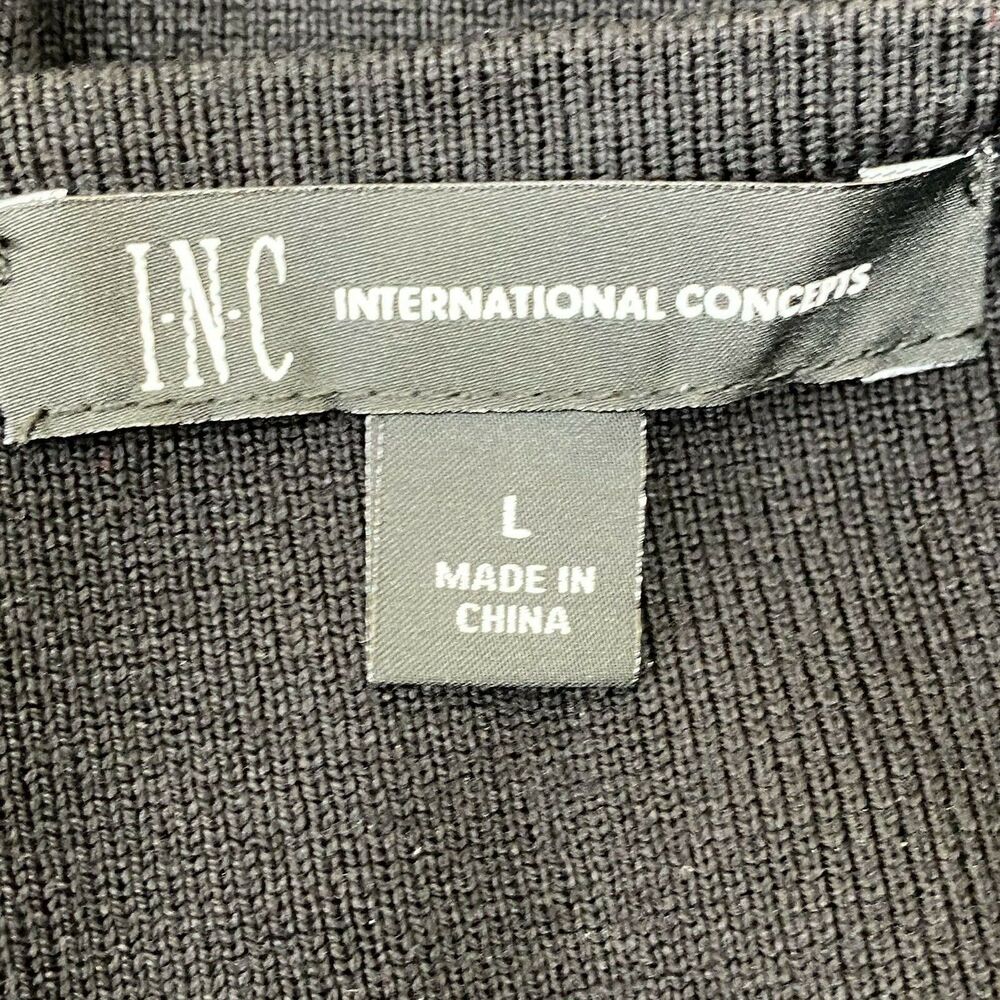 I·N·C INTERNATIONAL CONCEPTS
L
MADE IN
CHINA